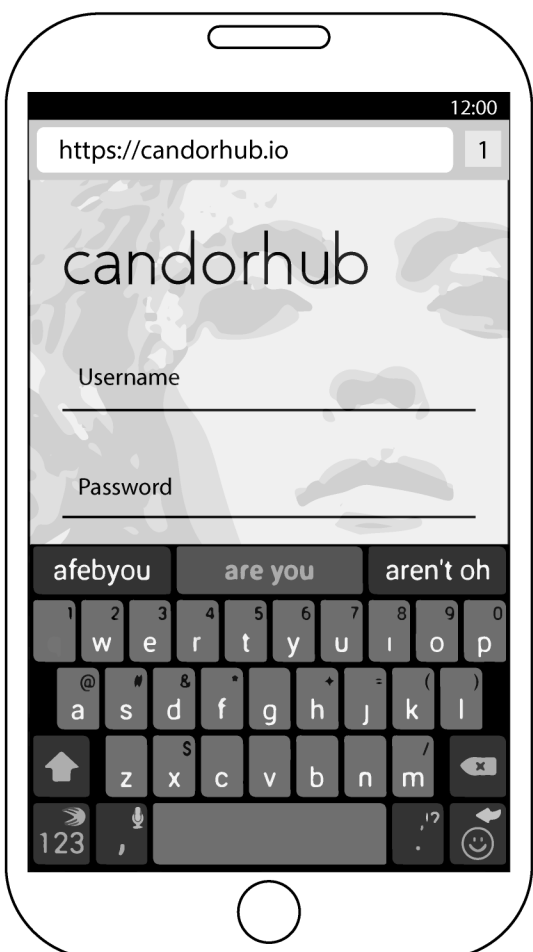 12:00
https://candorhub.io 1
candorhub
Username
Password
afebyou are you aren't oh
1 2 3 4 5 6 7 8 9 0
w e r t y u ı o p
@ # & * + = ( )
a s d f g h ȷ k l
$ /
z x c v b n m
123 , . ,!?